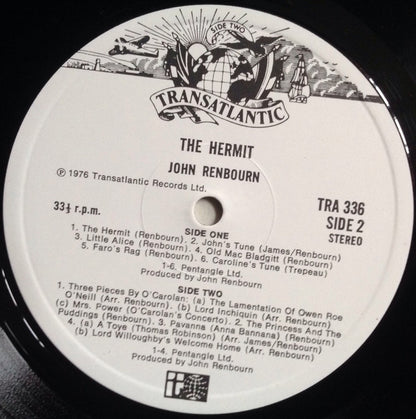 SIDE TWO
TRANSATLANTIC
THE HERMIT
JOHN RENBOURN
℗ 1976 Transatlantic Records Ltd.
TRA 336
33⅓ r.p.m.
SIDE 2
STEREO
SIDE ONE
1. The Hermit (Renbourn). 2. John's Tune (James/Renbourn)
3. Little Alice (Renbourn). 4. Old Mac Bladgitt (Renbourn)
5. Faro's Rag (Renbourn). 6. Caroline's Tune (Trepeau)
1-6. Pentangle Ltd.
Produced by John Renbourn
SIDE TWO
1. Three Pieces By O'Carolan: (a) The Lamentation Of Owen Roe
O'Neill (Arr. Renbourn). (b) Lord Inchiquin (Arr. Renbourn)
(c) Mrs. Power (O'Carolan's Concerto). 2. The Princess And The
Puddings (Renbourn). 3. Pavanna (Anna Bannana) (Renbourn)
4. (a) A Toye (Thomas Robinson) (Arr. James/Renbourn)
(b) Lord Willoughby's Welcome Home (Arr. Renbourn)
1-4. Pentangle Ltd.
Produced by John Renbourn